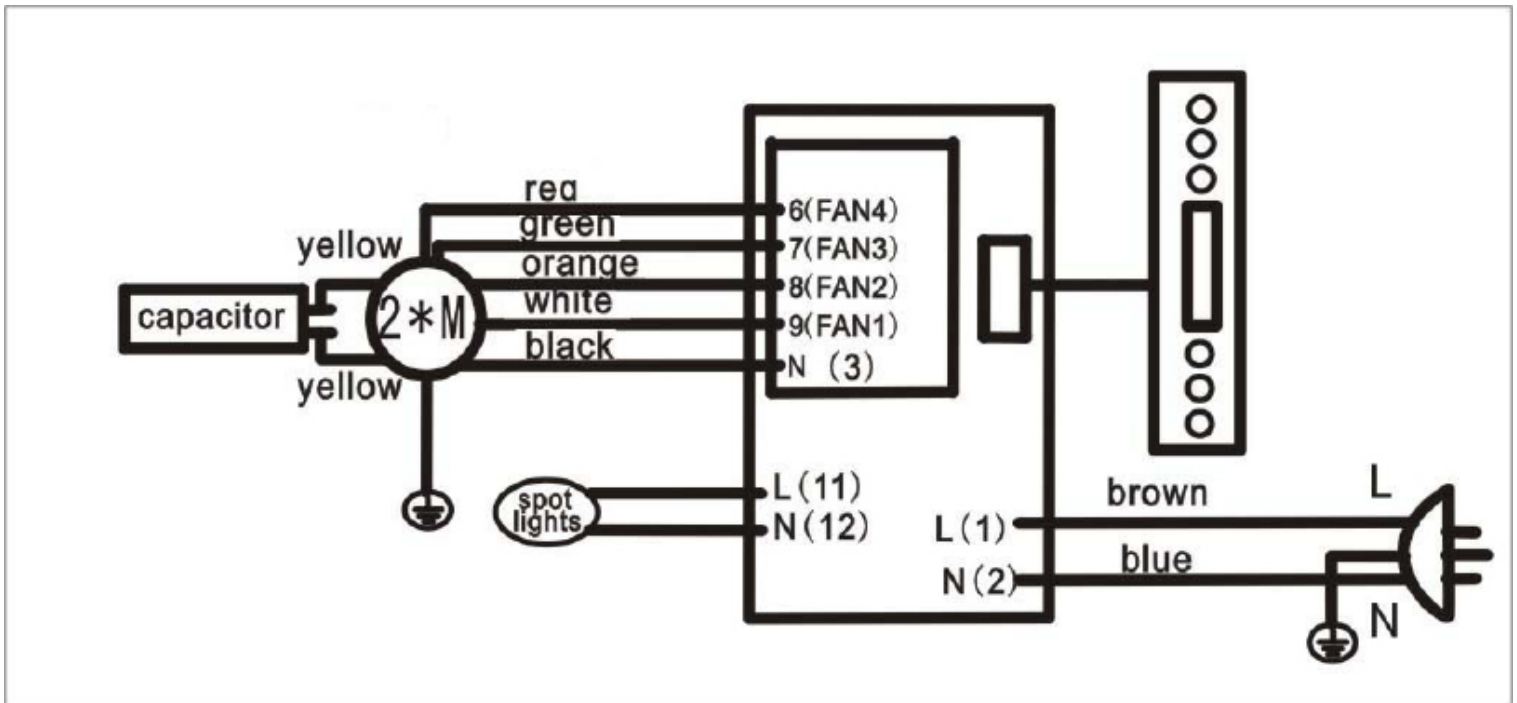 red
green
orange
white
black
yellow
yellow
capacitor
2*M
6(FAN4)
7(FAN3)
8(FAN2)
9(FAN1)
N (3)
spot
lights
L(11)
N(12)
L(1)
N(2)
brown
blue
L
N